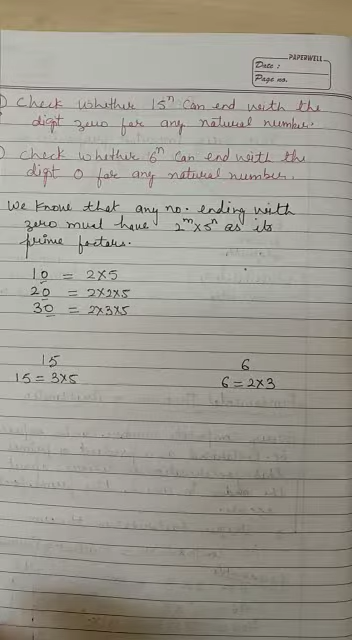 PAPERWELL
Date :
Page no.
) Check whether 15ⁿ can end with the
digit zero for any natural number.
) Check whether 6ⁿ can end with the
digit 0 for any natural number.
We know that any no. ending with
zero must have 2ᵐ×5ⁿ as its
prime factors.
10 = 2×5
20 = 2×2×5
30 = 2×3×5
15 6
15 = 3×5 6 = 2×3